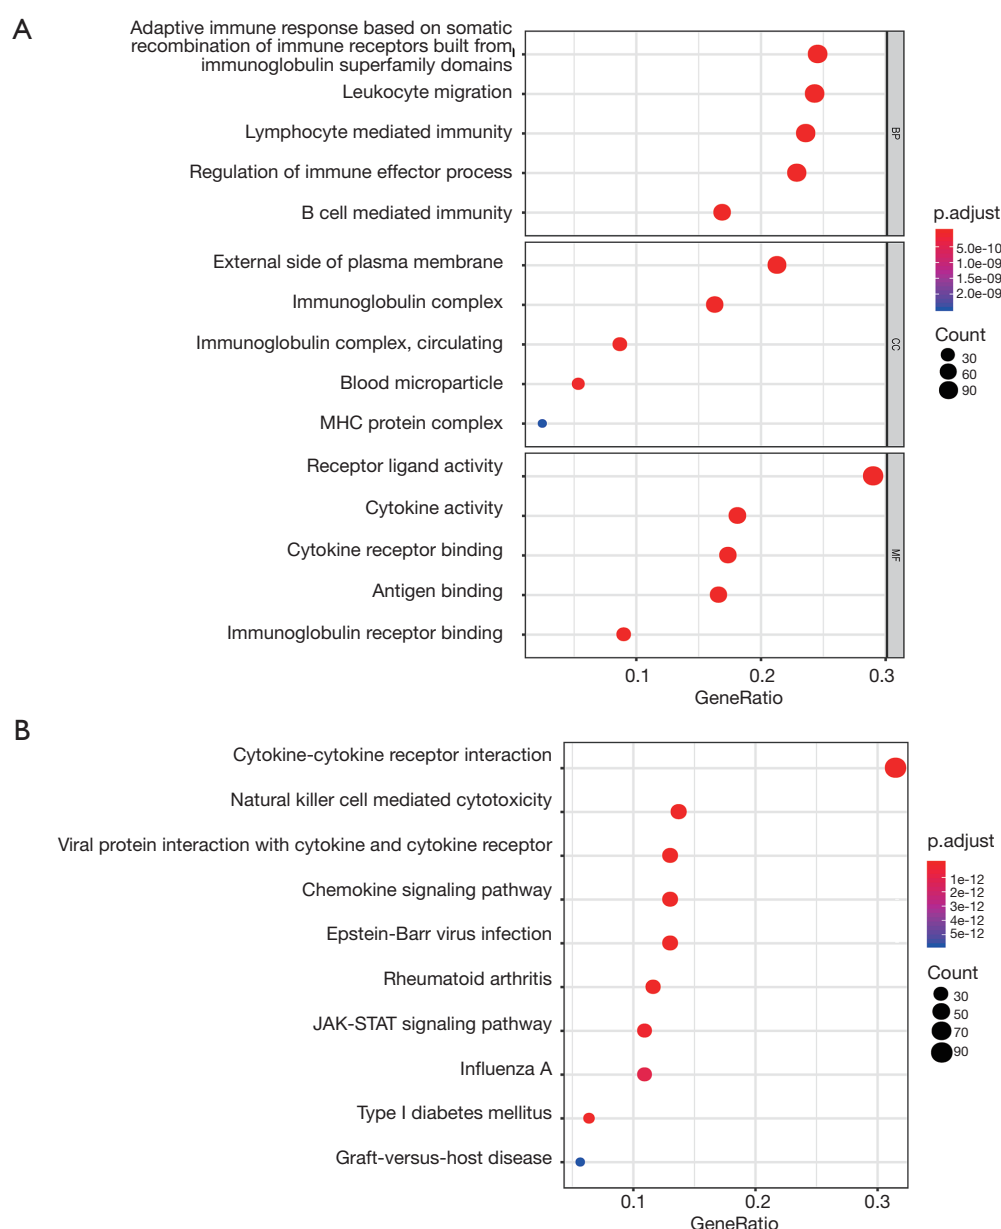 A
Adaptive immune response based on somatic
recombination of immune receptors built from
immunoglobulin superfamily domains
Leukocyte migration
Lymphocyte mediated immunity
Regulation of immune effector process
B cell mediated immunity
BP
External side of plasma membrane
Immunoglobulin complex
Immunoglobulin complex, circulating
Blood microparticle
MHC protein complex
CC
Receptor ligand activity
Cytokine activity
Cytokine receptor binding
Antigen binding
Immunoglobulin receptor binding
MF
0.1 0.2 0.3
GeneRatio
p.adjust
5.0e-10
1.0e-09
1.5e-09
2.0e-09
Count
30
60
90
B
Cytokine-cytokine receptor interaction
Natural killer cell mediated cytotoxicity
Viral protein interaction with cytokine and cytokine receptor
Chemokine signaling pathway
Epstein-Barr virus infection
Rheumatoid arthritis
JAK-STAT signaling pathway
Influenza A
Type I diabetes mellitus
Graft-versus-host disease
0.1 0.2 0.3
GeneRatio
p.adjust
1e-12
2e-12
3e-12
4e-12
5e-12
Count
30
50
70
90